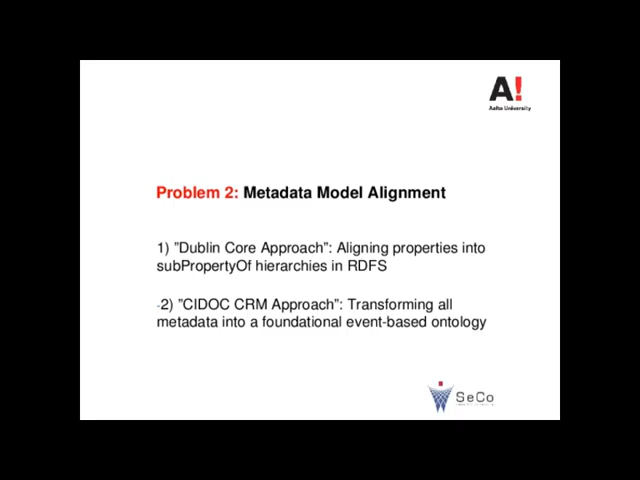 A!
Aalto University
Problem 2: Metadata Model Alignment
1) ”Dublin Core Approach”: Aligning properties into
subPropertyOf hierarchies in RDFS
-2) ”CIDOC CRM Approach”: Transforming all
metadata into a foundational event-based ontology
SeCo